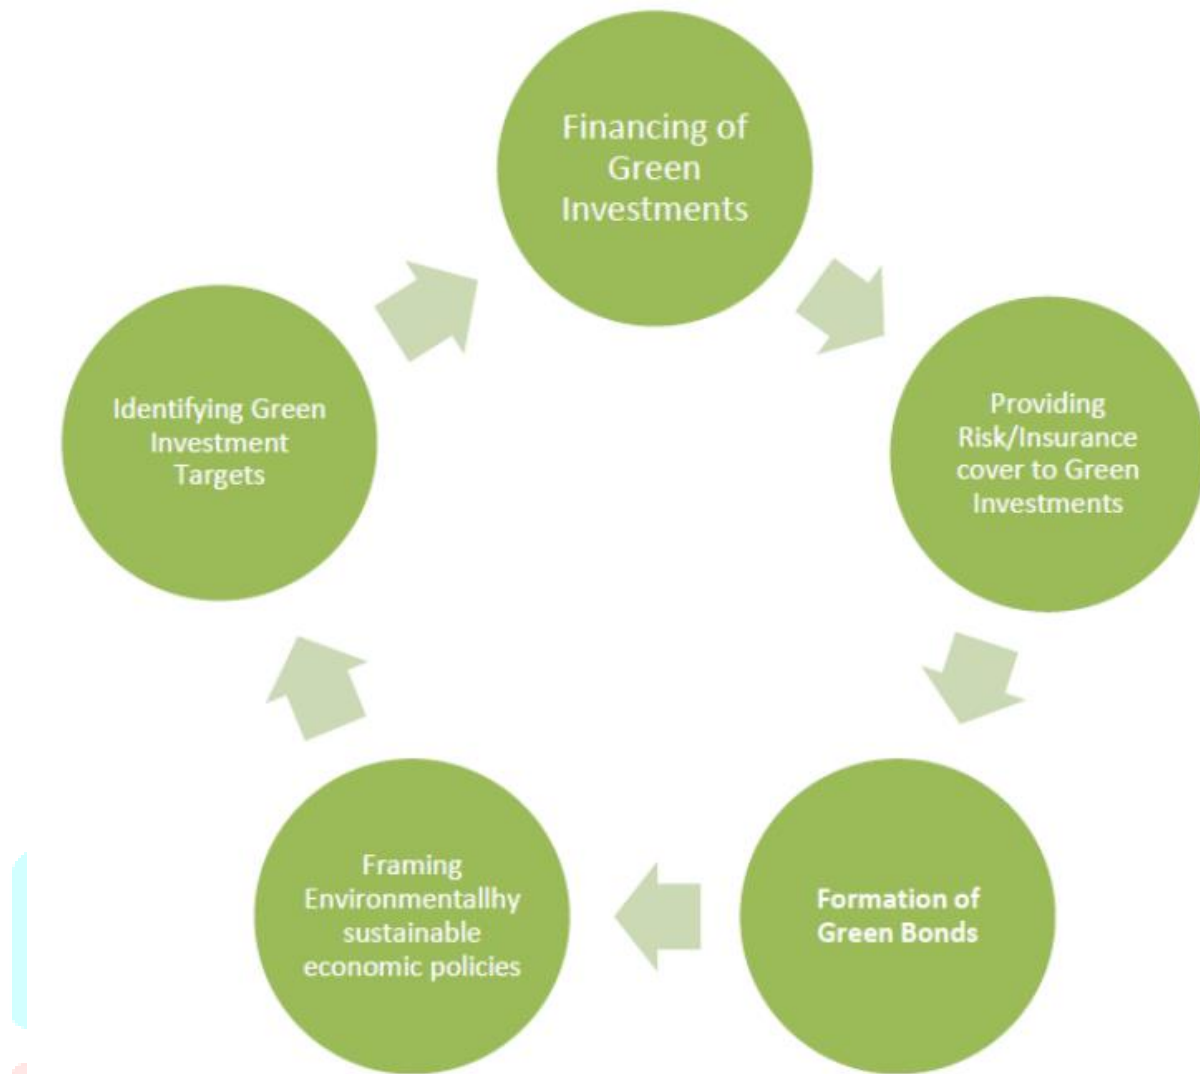 Financing of
Green
Investments
Providing
Risk/Insurance
cover to Green
Investments
Formation of
Green Bonds
Framing
Environmentallhy
sustainable
economic policies
Identifying Green
Investment
Targets